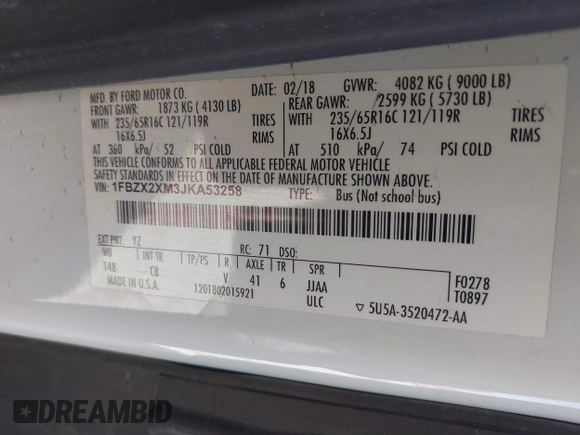 MFD. BY FORD MOTOR CO.
DATE: 02/18 GVWR: 4082 KG ( 9000 LB)
FRONT GAWR: 1873 KG ( 4130 LB)
REAR GAWR: 2599 KG ( 5730 LB)
WITH 235/65R16C 121/119R TIRES
WITH 235/65R16C 121/119R TIRES
16X6.5J RIMS
16X6.5J RIMS
AT 360 kPa/ 52 PSI COLD
AT 510 kPa/ 74 PSI COLD
THIS VEHICLE CONFORMS TO ALL APPLICABLE FEDERAL MOTOR VEHICLE
SAFETY STANDARDS IN EFFECT ON THE DATE OF MANUFACTURE SHOWN ABOVE.
VIN: 1FBZX2XM3JKA53258 TYPE: Bus (Not school bus)
EXT PNT: YZ RC: 71 DSO:
WB INT TR TP/PS R AXLE TR SPR
148 CB V 41 6 JJAA
F0278
T0897
MADE IN U.S.A. 1201802015921 ULC
▽ 5U5A-3520472-AA
DREAMBID